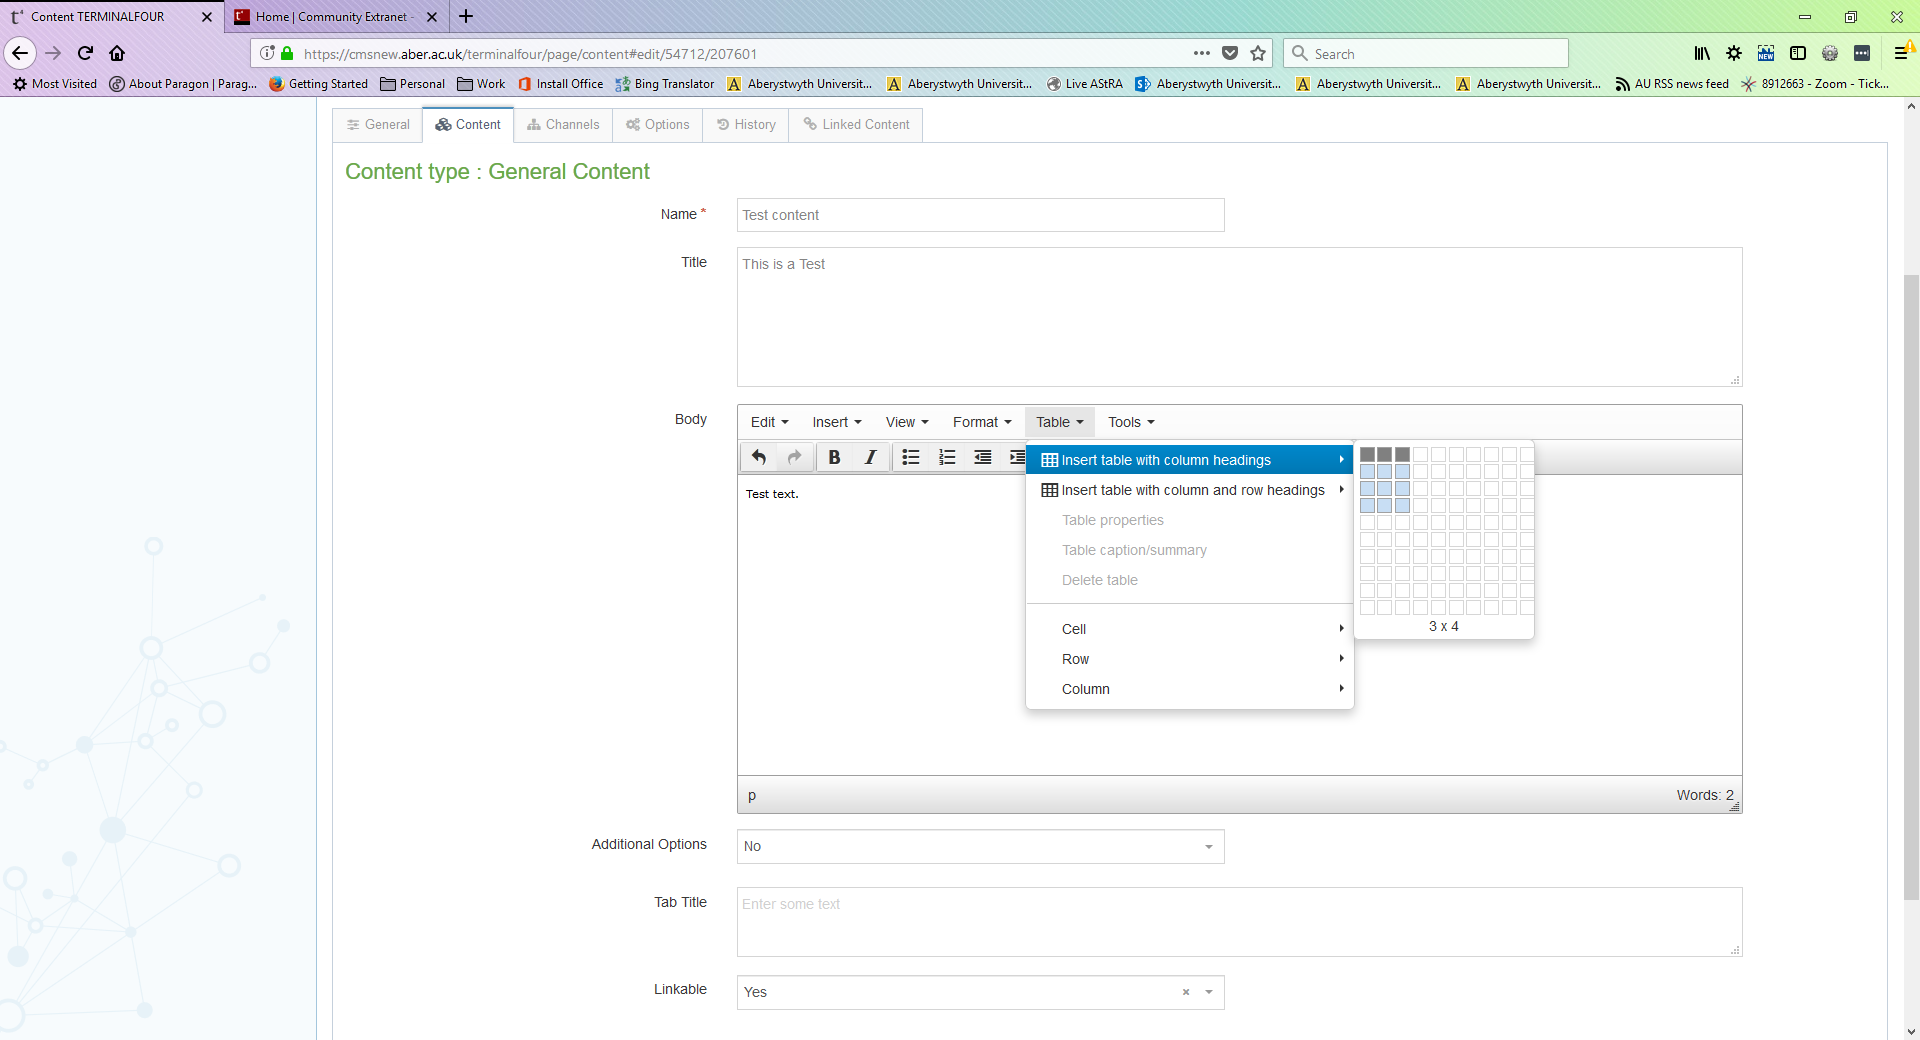 Content TERMINALFOUR
Home | Community Extranet -
https://cmsnew.aber.ac.uk/terminalfour/page/content#edit/54712/207601
Search
Most Visited
About Paragon | Parag...
Getting Started
Personal
Work
Install Office
Bing Translator
Aberystwyth Universit...
Aberystwyth Universit...
Live AStRA
Aberystwyth Universit...
Aberystwyth Universit...
Aberystwyth Universit...
AU RSS news feed
8912663 - Zoom - Tick...
General
Content
Channels
Options
History
Linked Content
Content type : General Content
Name *
Test content
Title
This is a Test
Body
Edit
Insert
View
Format
Table
Tools
B
I
Insert table with column headings
Insert table with column and row headings
Table properties
Table caption/summary
Delete table
Cell
Row
Column
3 x 4
Test text.
p
Words: 2
Additional Options
No
Tab Title
Enter some text
Linkable
Yes